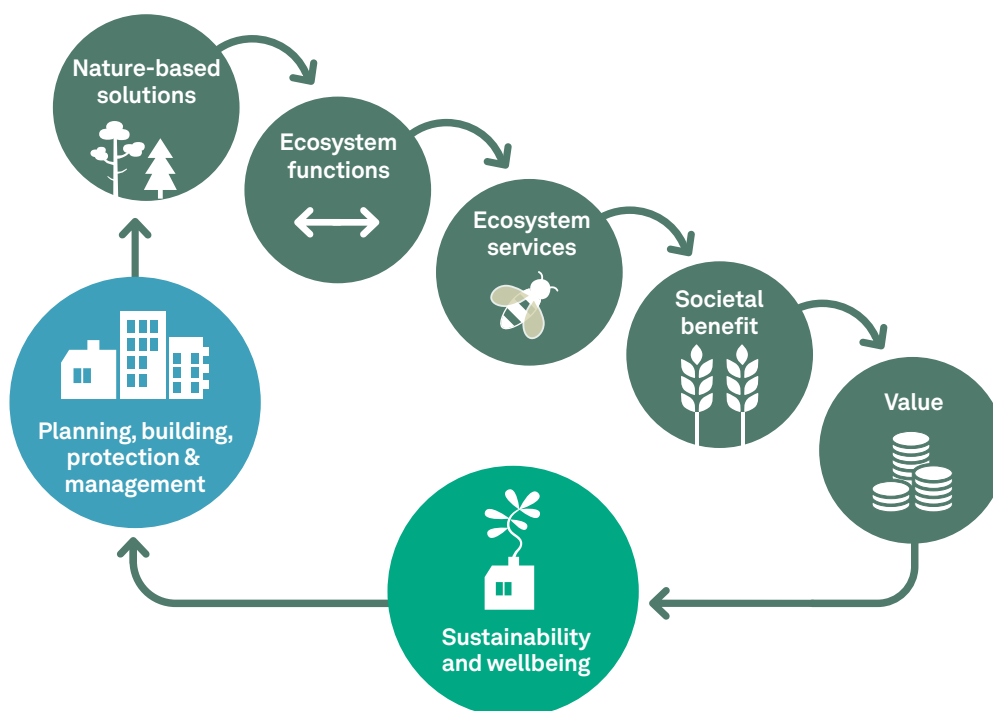 Nature-based
solutions
Ecosystem
functions
Ecosystem
services
Societal
benefit
Value
Planning, building,
protection &
management
Sustainability
and wellbeing